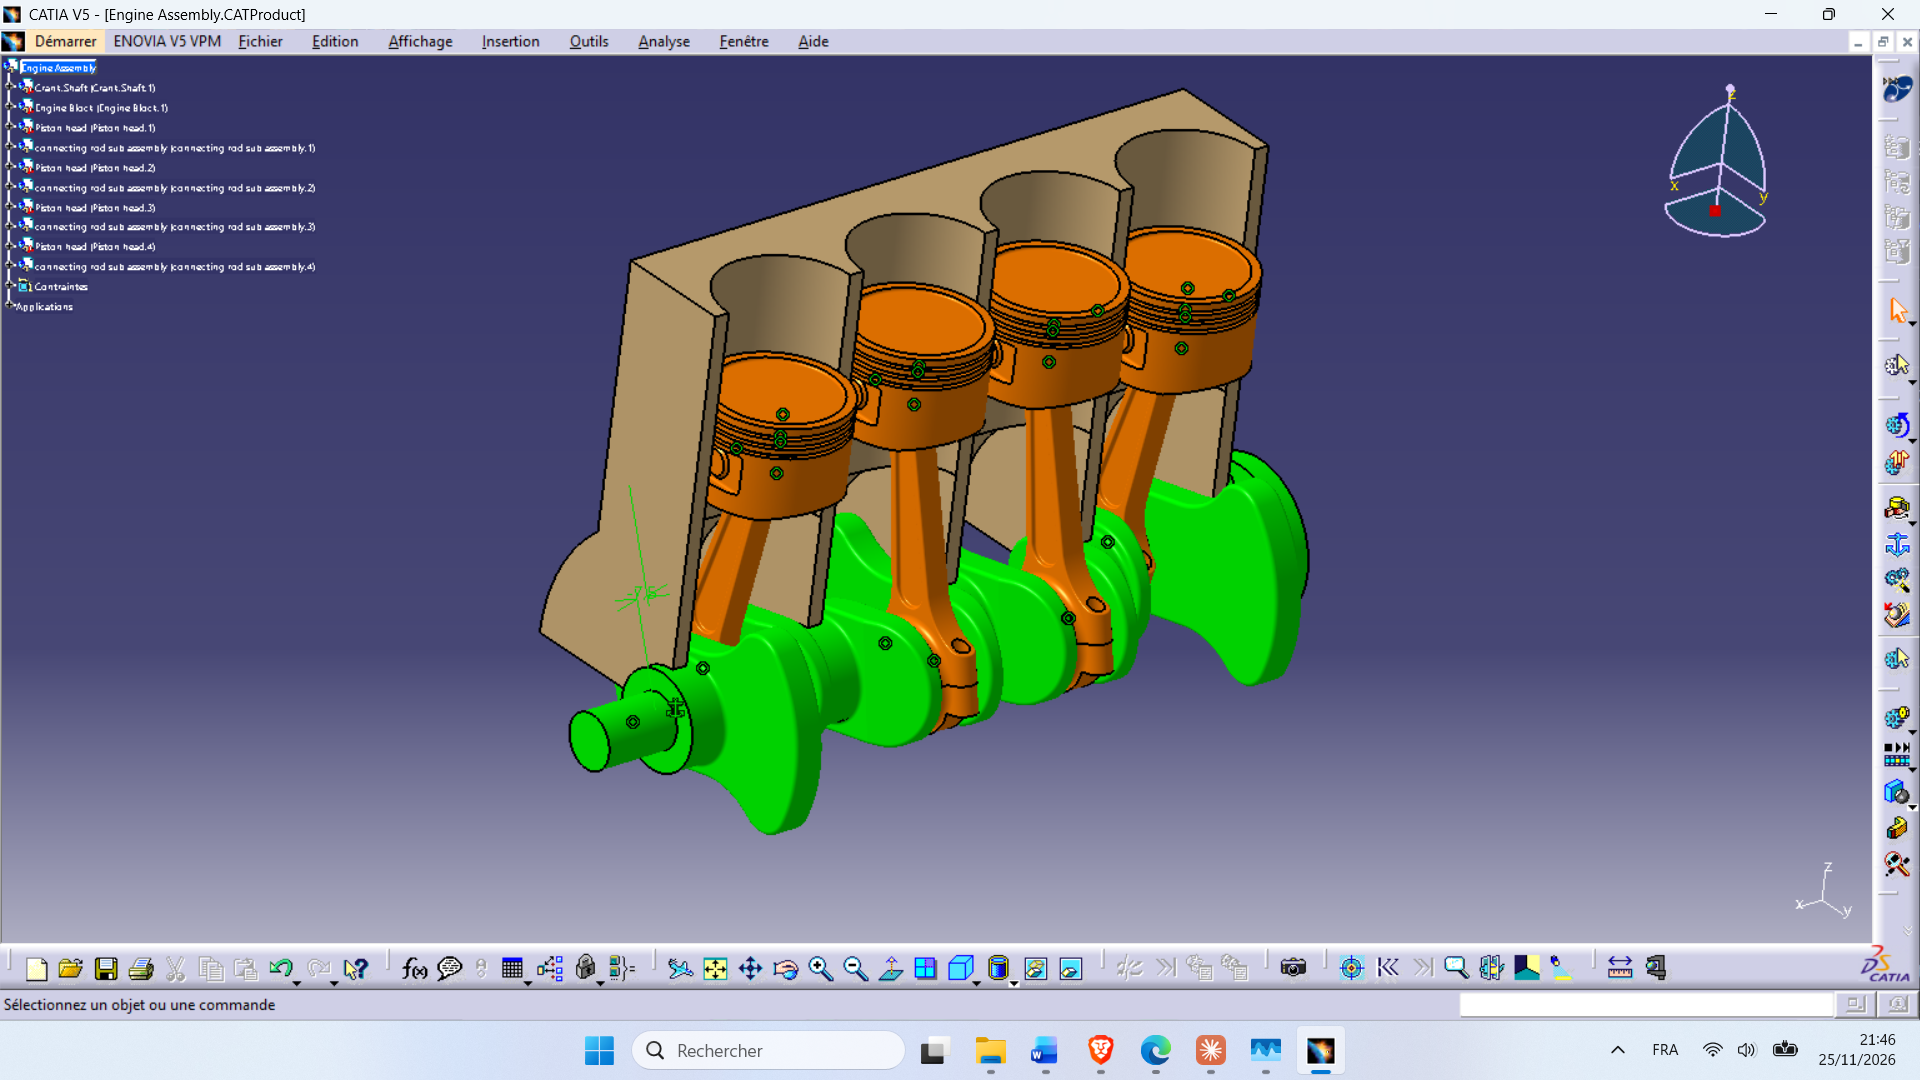 CATIA V5 - [Engine Assembly.CATProduct]
Démarrer ENOVIA V5 VPM Fichier Edition Affichage Insertion Outils Analyse Fenêtre Aide
Engine Assembly
Crank Shaft (Crank Shaft.1)
Engine Block (Engine Block.1)
Piston head (Piston head.1)
connecting rod sub assembly (connecting rod sub assembly.1)
Piston head (Piston head.2)
connecting rod sub assembly (connecting rod sub assembly.2)
Piston head (Piston head.3)
connecting rod sub assembly (connecting rod sub assembly.3)
Piston head (Piston head.4)
connecting rod sub assembly (connecting rod sub assembly.4)
Contraintes
Applications
z
x
y
z
x
y
f(x)
CATIA
Sélectionnez un objet ou une commande
Rechercher
FRA
21:46
25/11/2026